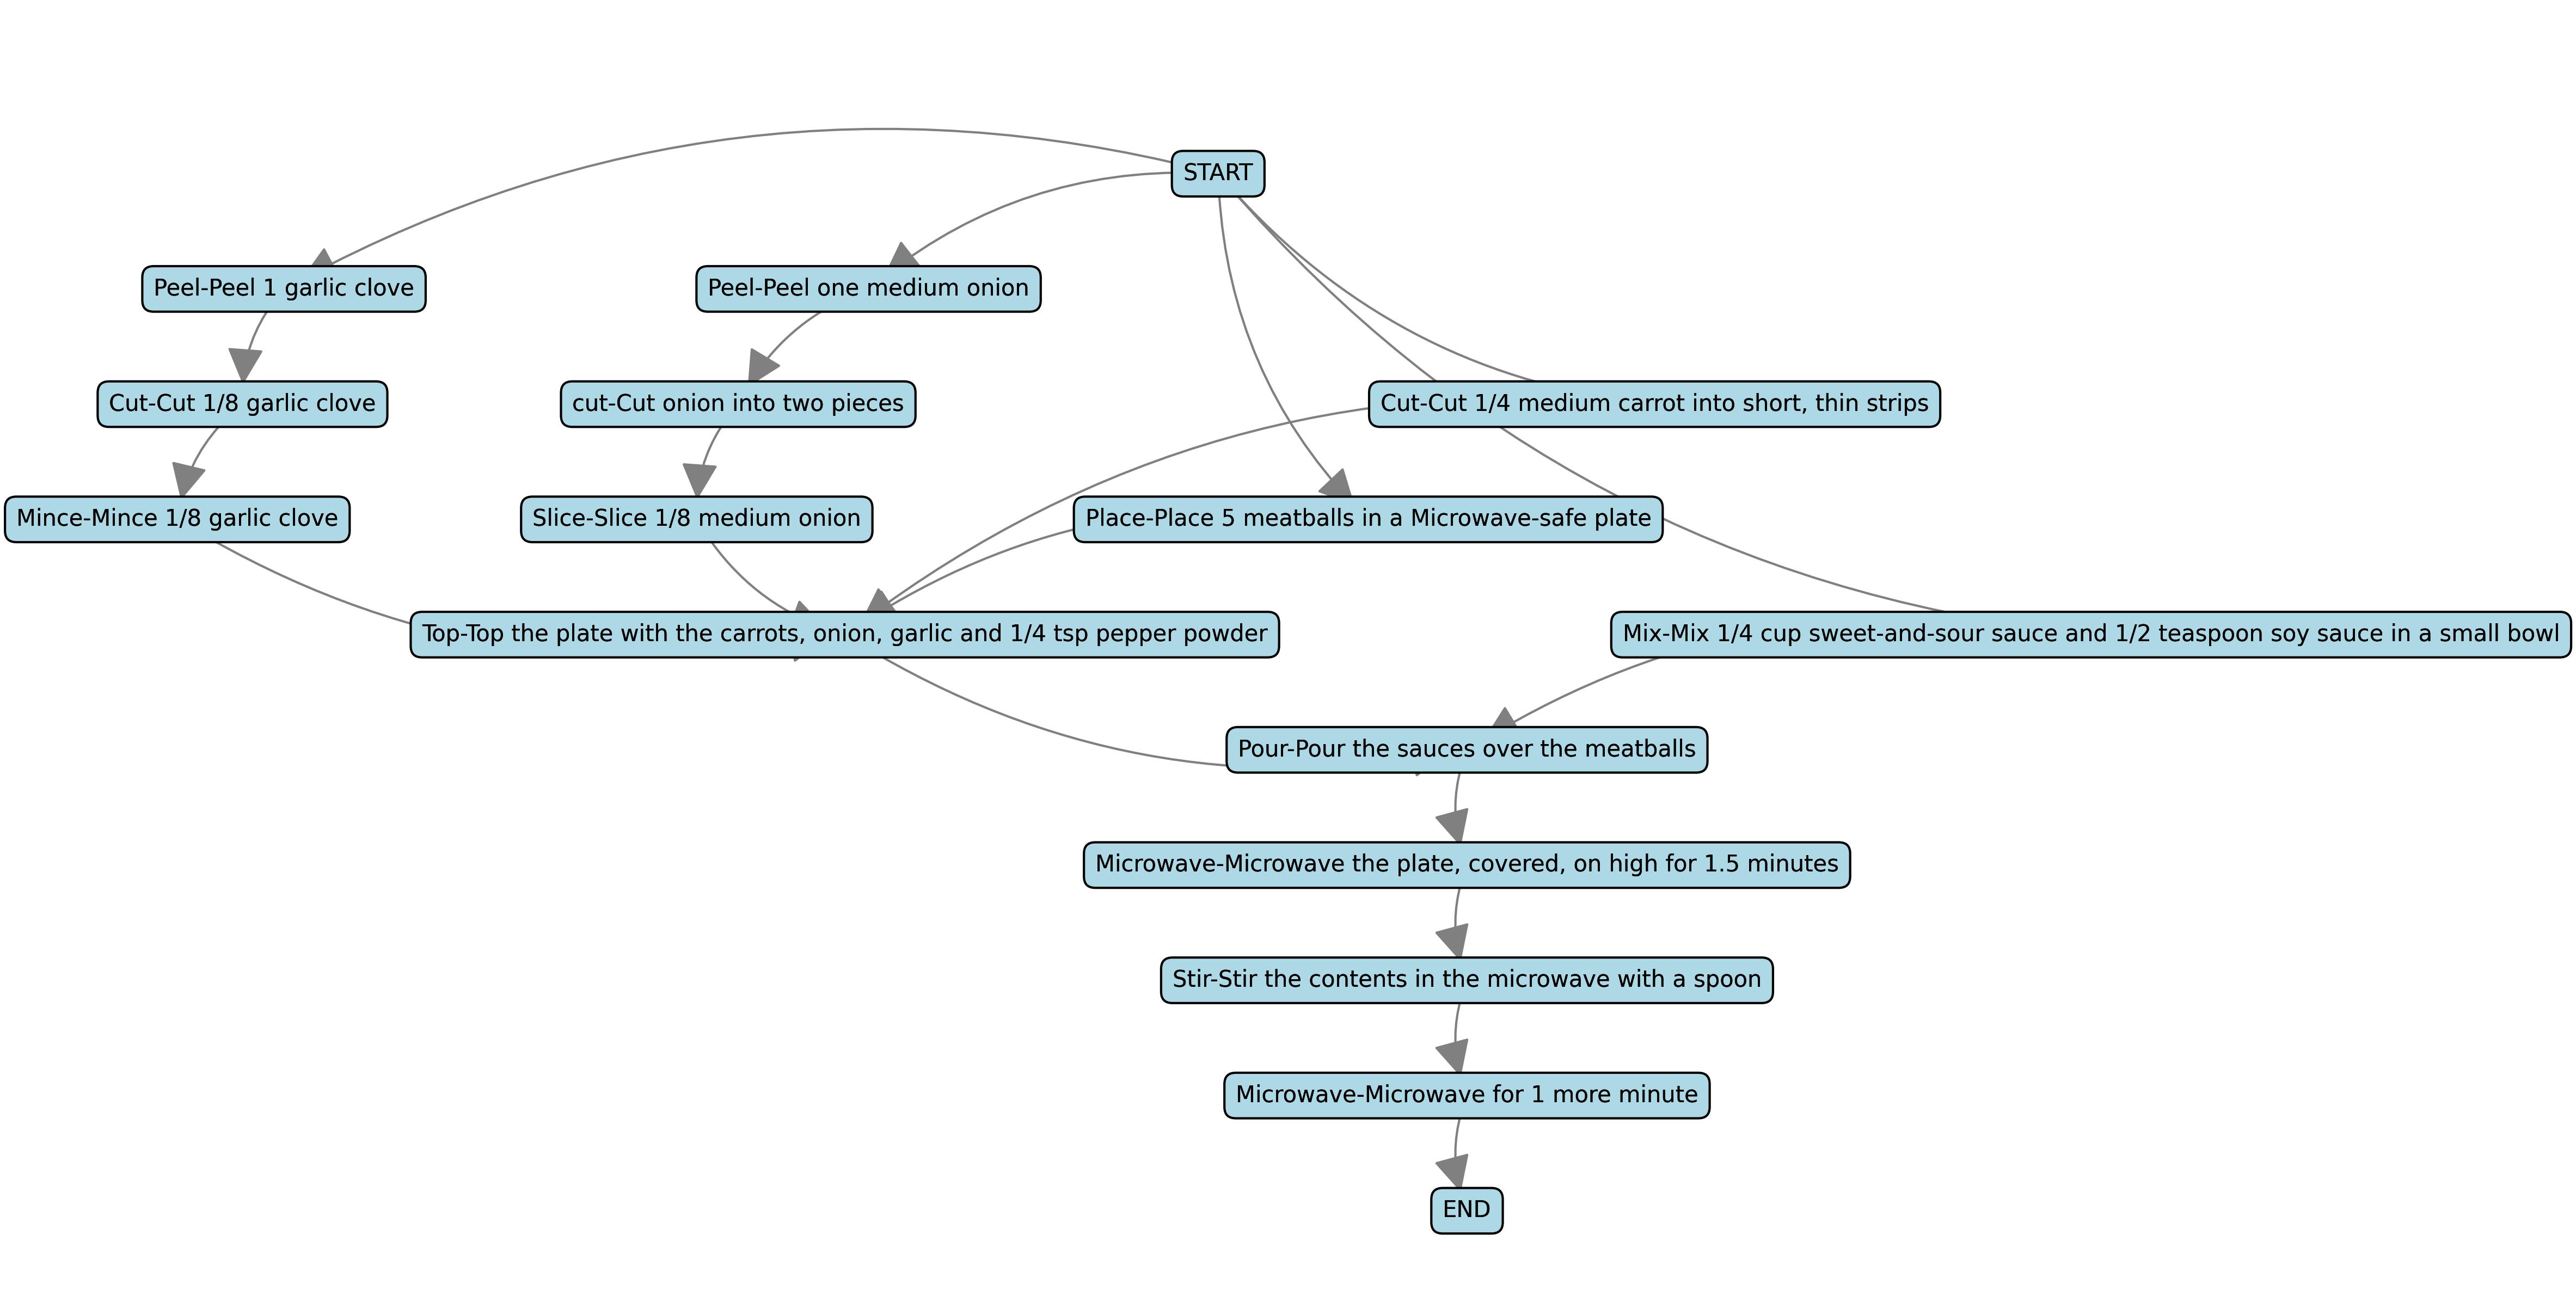 START
Peel-Peel 1 garlic clove
Peel-Peel one medium onion
Cut-Cut 1/8 garlic clove
cut-Cut onion into two pieces
Cut-Cut 1/4 medium carrot into short, thin strips
Mince-Mince 1/8 garlic clove
Slice-Slice 1/8 medium onion
Place-Place 5 meatballs in a Microwave-safe plate
Top-Top the plate with the carrots, onion, garlic and 1/4 tsp pepper powder
Mix-Mix 1/4 cup sweet-and-sour sauce and 1/2 teaspoon soy sauce in a small bowl
Pour-Pour the sauces over the meatballs
Microwave-Microwave the plate, covered, on high for 1.5 minutes
Stir-Stir the contents in the microwave with a spoon
Microwave-Microwave for 1 more minute
END